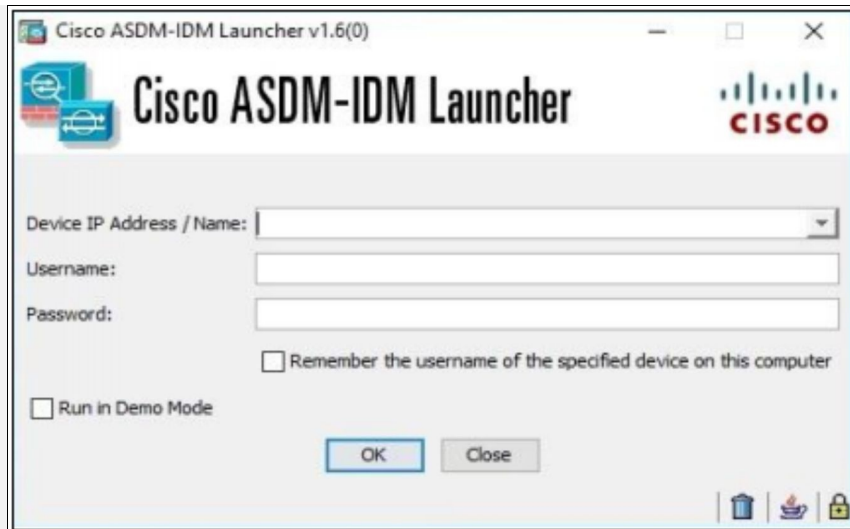 Cisco ASDM-IDM Launcher v1.6(0)
Cisco ASDM-IDM Launcher
CISCO
Device IP Address / Name:
Username:
Password:
Remember the username of the specified device on this computer
Run in Demo Mode
OK
Close